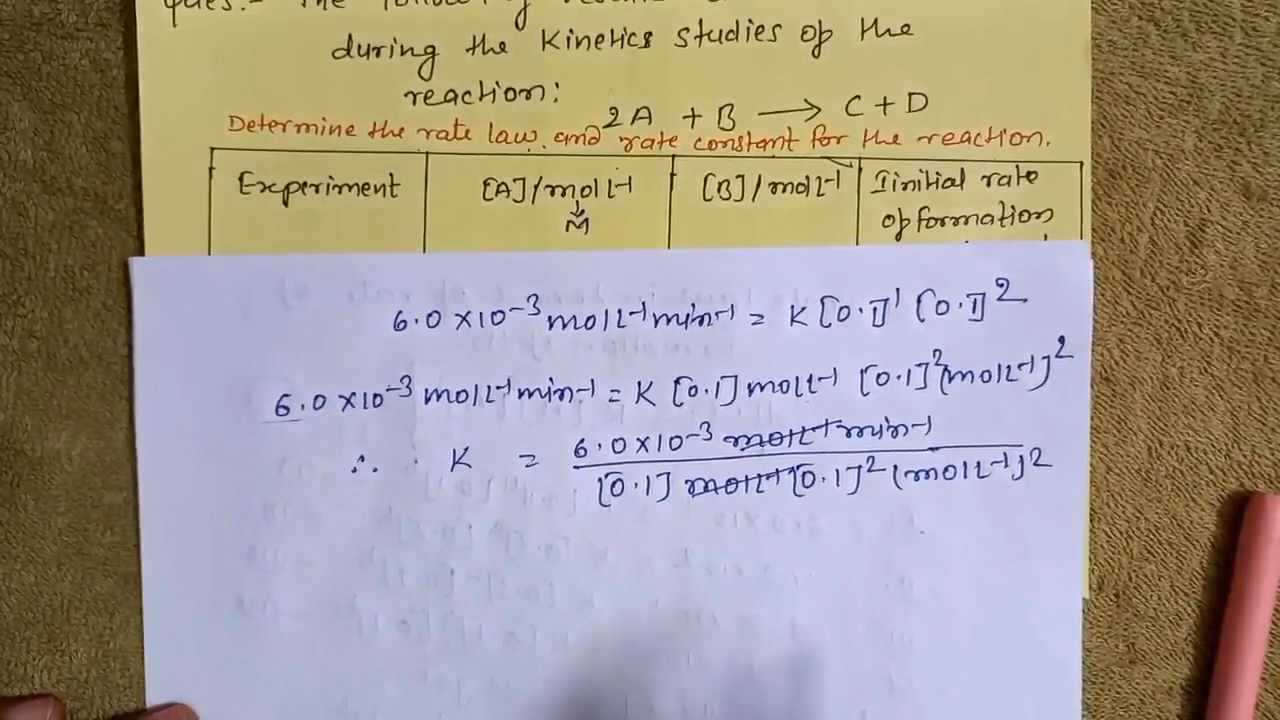 ques:- The
during the Kinetics studies of the
reaction:
2A + B ⟶ C + D
Determine the rate law and rate constant for the reaction.
Experiment [A]/mol L⁻¹ [B]/mol L⁻¹ Iinitial rate
M of formation
6.0 × 10⁻³ mol L⁻¹ min⁻¹ = K [0.1]¹ [0.1]²
6.0 × 10⁻³ mol L⁻¹ min⁻¹ = K [0.1] mol L⁻¹ [0.1]² (mol L⁻¹)²
∴ K = 6.0 × 10⁻³ mol L⁻¹ min⁻¹
[0.1] mol L⁻¹ [0.1]² (mol L⁻¹)²